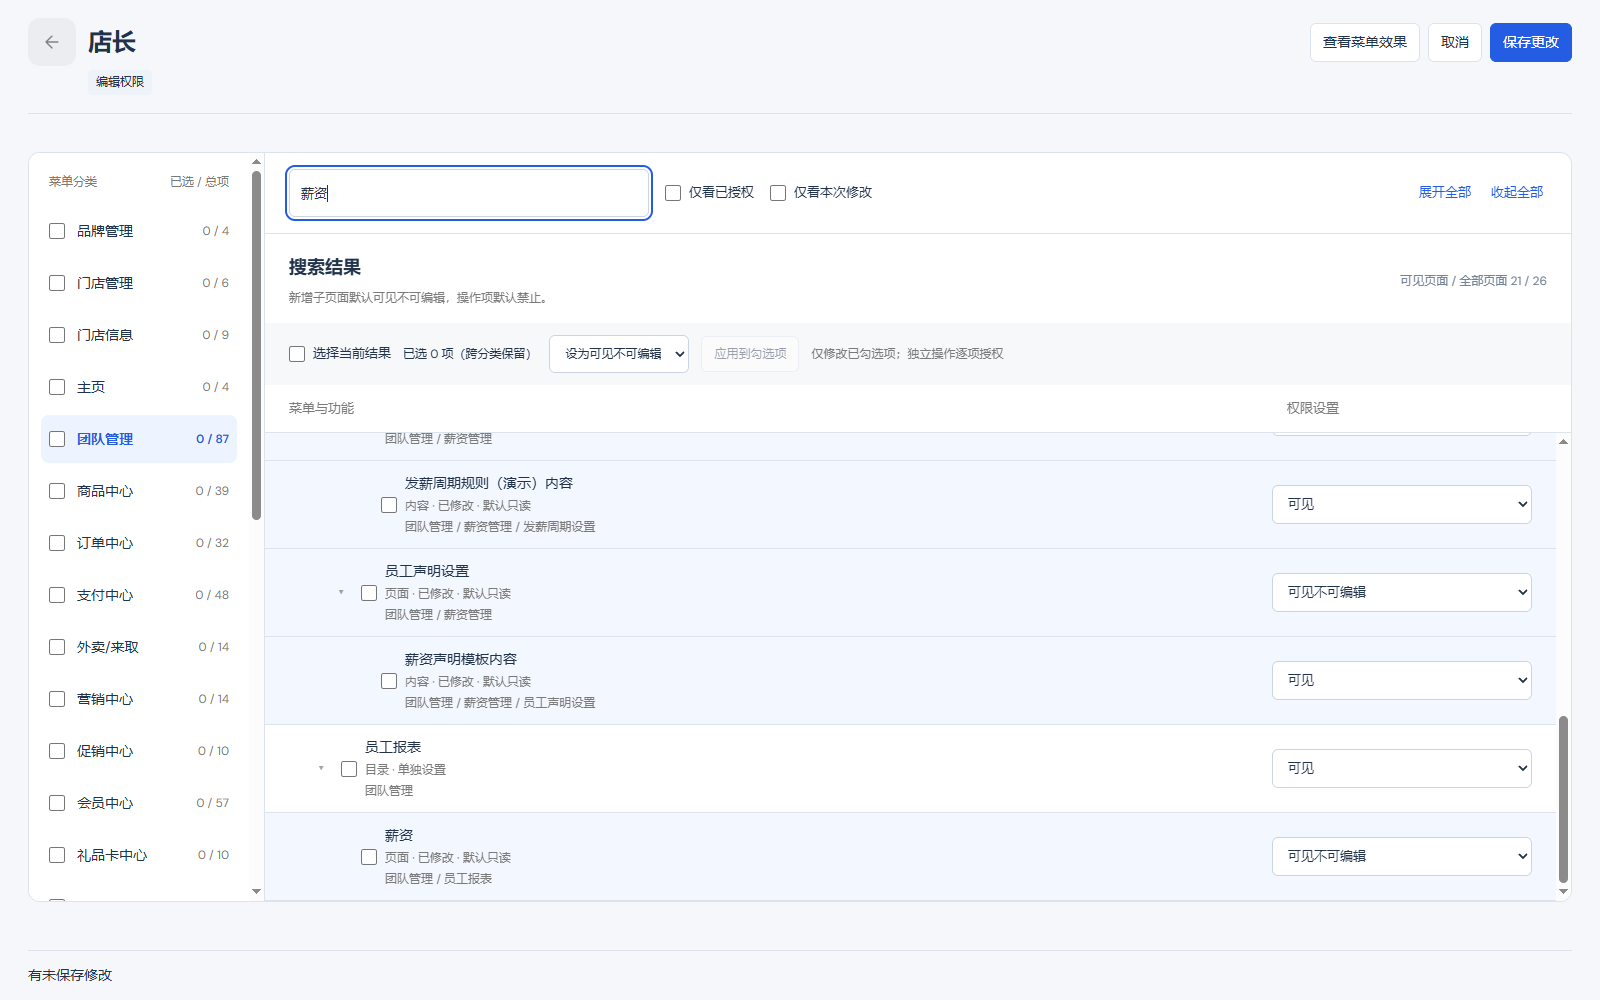 店长
编辑权限
查看菜单效果
取消
保存更改
菜单分类
已选 / 总项
品牌管理
0 / 4
门店管理
0 / 6
门店信息
0 / 9
主页
0 / 4
团队管理
0 / 87
商品中心
0 / 39
订单中心
0 / 32
支付中心
0 / 48
外卖/来取
0 / 14
营销中心
0 / 14
促销中心
0 / 10
会员中心
0 / 57
礼品卡中心
0 / 10
薪资
仅看已授权
仅看本次修改
展开全部
收起全部
搜索结果
新增子页面默认可见不可编辑，操作项默认禁止。
可见页面 / 全部页面 21 / 26
选择当前结果
已选 0 项（跨分类保留）
设为可见不可编辑
应用到勾选项
仅修改已勾选项；独立操作逐项授权
菜单与功能
权限设置
团队管理 / 薪资管理
发薪周期规则（演示）内容
内容 · 已修改 · 默认只读
团队管理 / 薪资管理 / 发薪周期设置
可见
员工声明设置
页面 · 已修改 · 默认只读
团队管理 / 薪资管理
可见不可编辑
薪资声明模板内容
内容 · 已修改 · 默认只读
团队管理 / 薪资管理 / 员工声明设置
可见
员工报表
目录 · 单独设置
团队管理
可见
薪资
页面 · 已修改 · 默认只读
团队管理 / 员工报表
可见不可编辑
有未保存修改